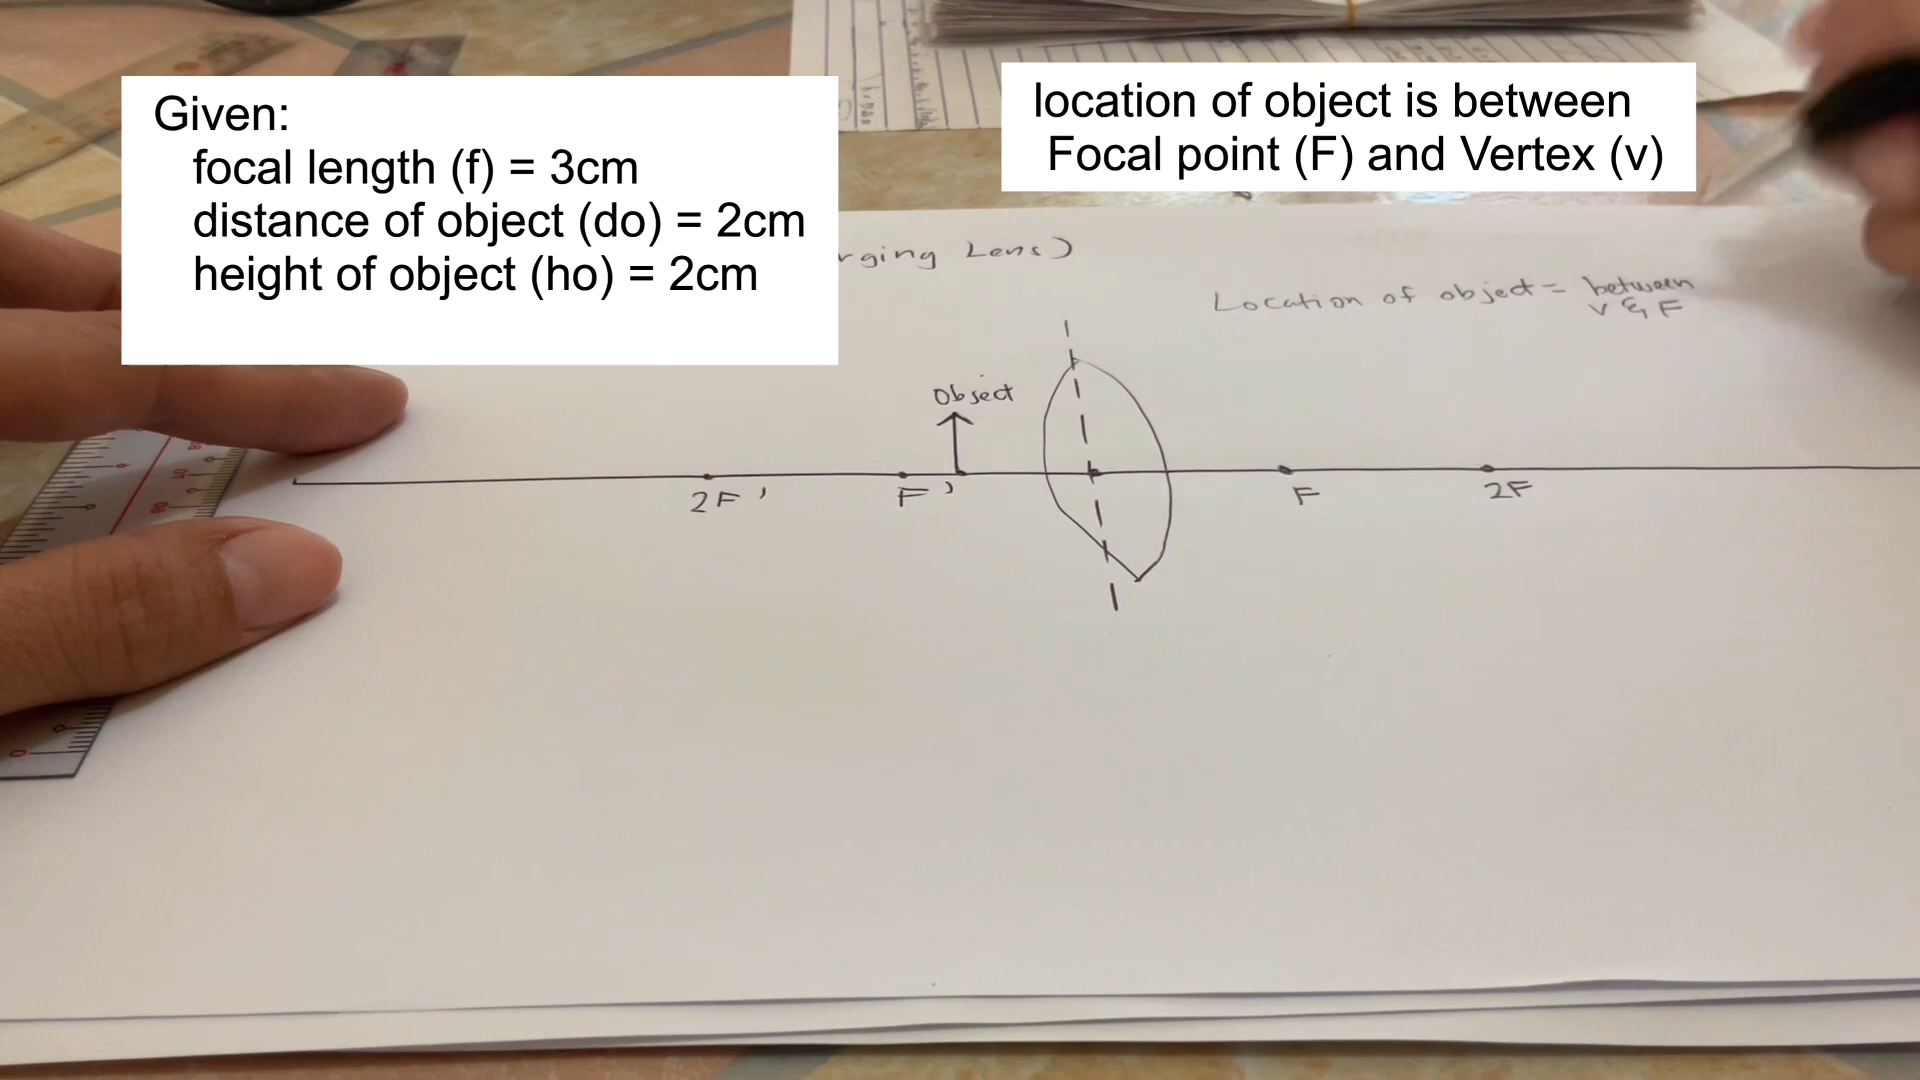 Given:
focal length (f) = 3cm
distance of object (do) = 2cm
height of object (ho) = 2cm
location of object is between
Focal point (F) and Vertex (v)
rging Lens)
Location of object = between
V & F
Object
2F'
F'
F
2F